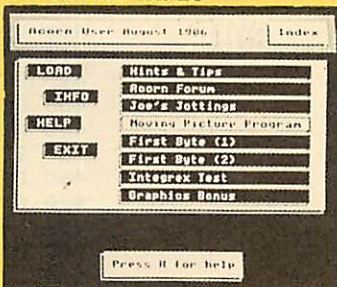 Acorn User August 1986 Index
LOAD
INFO
HELP
EXIT
Hints & Tips
Acorn Forum
Joe's Jottings
Moving Picture Program
First Byte (1)
First Byte (2)
Integrex Test
Graphics Bonus
Press H for help